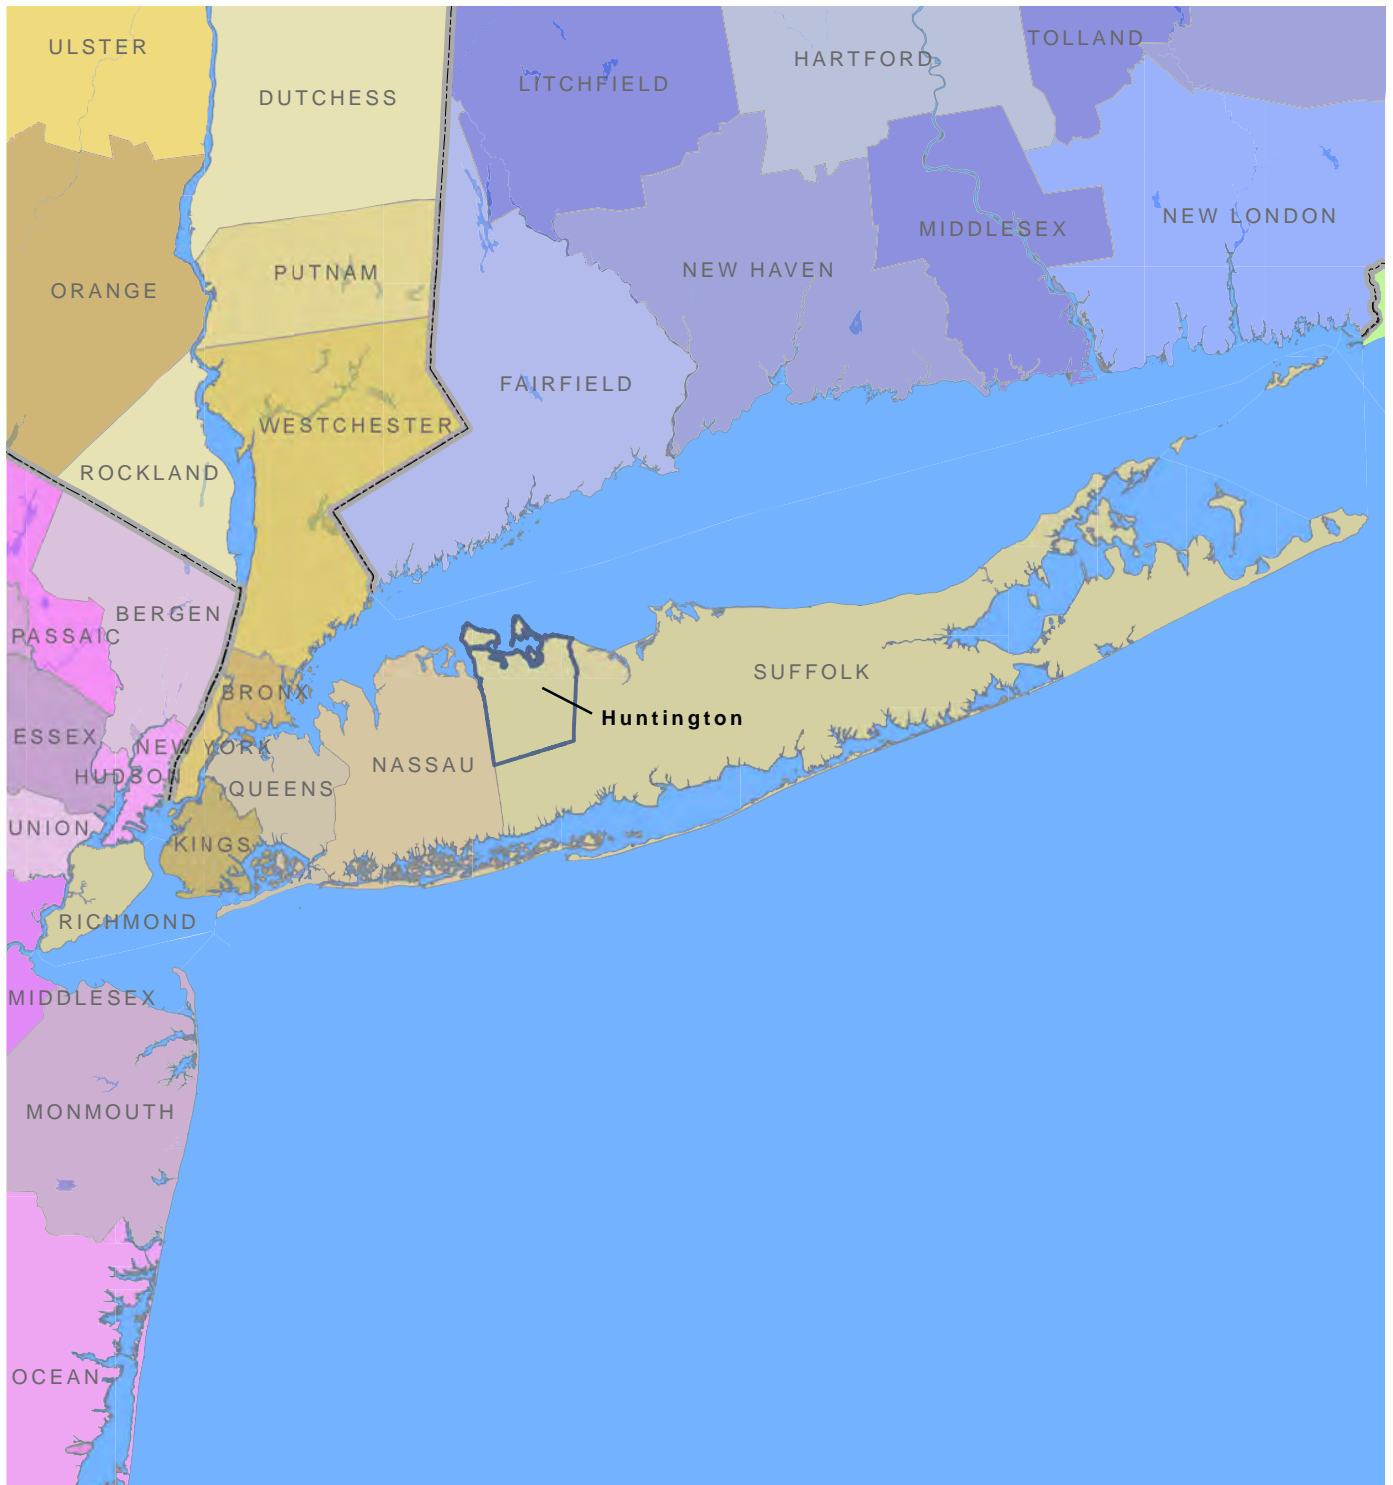 ULSTER
TOLLAND
HARTFORD
LITCHFIELD
DUTCHESS
NEW LONDON
MIDDLESEX
NEW HAVEN
PUTNAM
ORANGE
FAIRFIELD
WESTCHESTER
ROCKLAND
BERGEN
PASSAIC
SUFFOLK
BRONX
Huntington
ESSEX
NEW YORK
NASSAU
HUDSON
QUEENS
UNION
KINGS
RICHMOND
MIDDLESEX
MONMOUTH
OCEAN